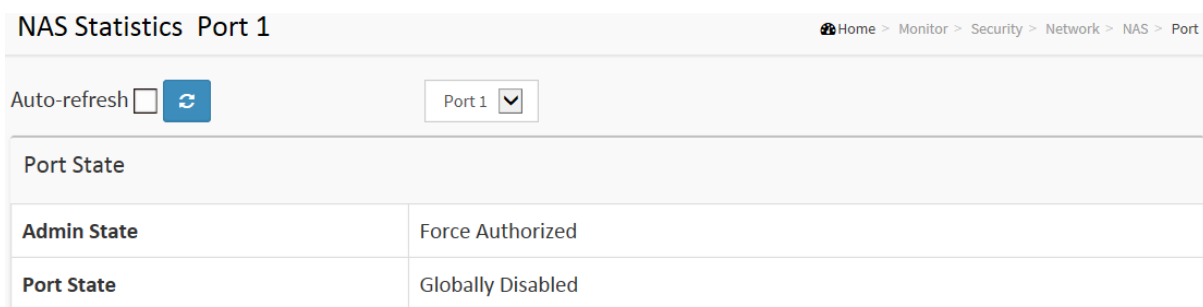 NAS Statistics Port 1
Home > Monitor > Security > Network > NAS > Port
Auto-refresh
Port 1
Port State
Admin State Force Authorized
Port State Globally Disabled